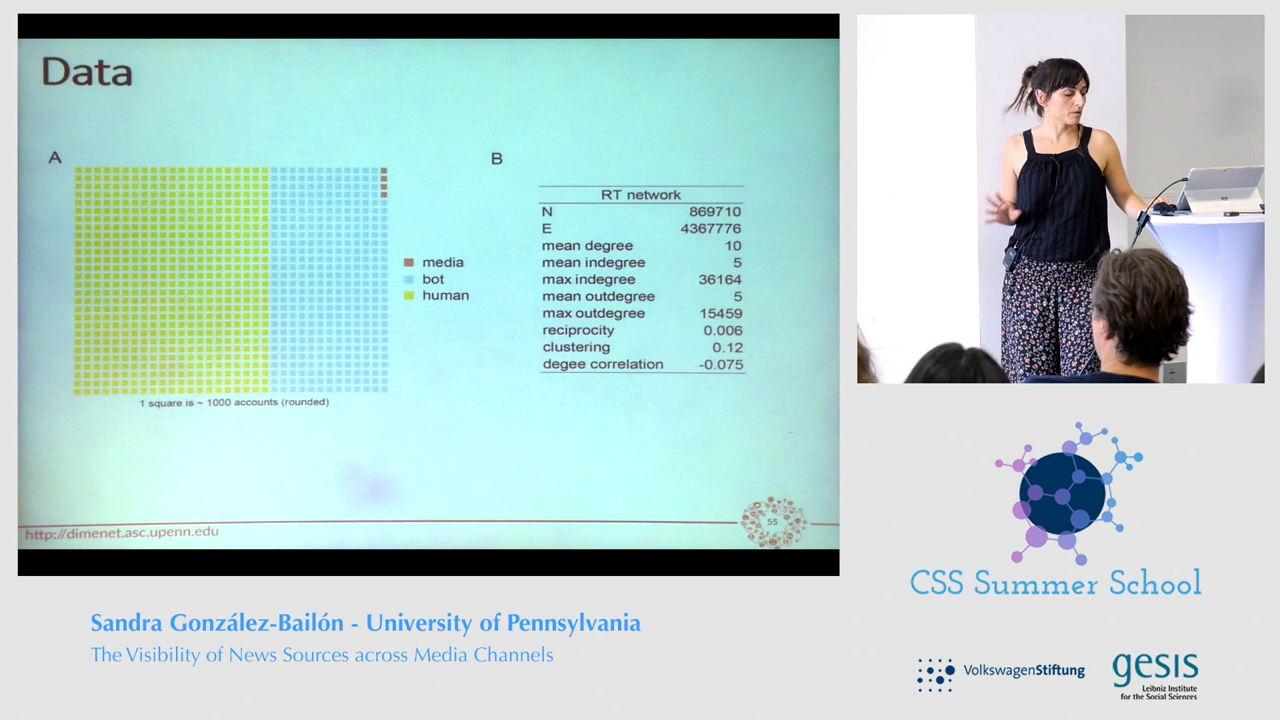 Data
A
B
RT network
N 869710
E 4367776
mean degree 10
mean indegree 5
max indegree 36164
mean outdegree 5
max outdegree 15459
reciprocity 0.006
clustering 0.12
degee correlation -0.075
media
bot
human
1 square is ~ 1000 accounts (rounded)
http://dimenet.asc.upenn.edu
55
Sandra González-Bailón - University of Pennsylvania
The Visibility of News Sources across Media Channels
CSS Summer School
VolkswagenStiftung
gesis
Leibniz Institute
for the Social Sciences